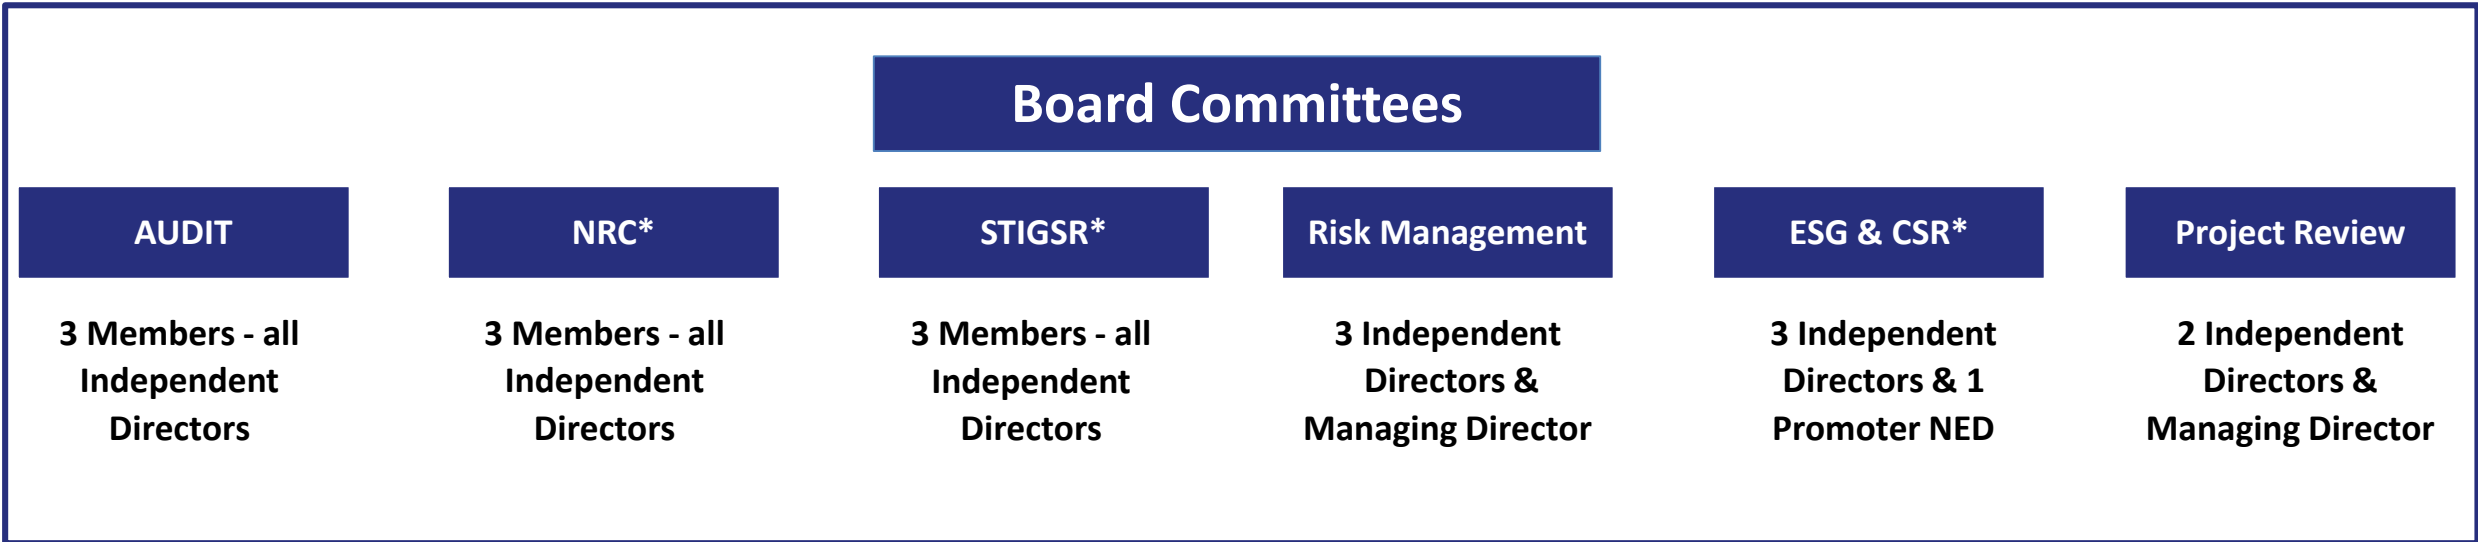 Board Committees
AUDIT
3 Members - all
Independent
Directors
NRC*
3 Members - all
Independent
Directors
STIGSR*
3 Members - all
Independent
Directors
Risk Management
3 Independent
Directors &
Managing Director
ESG & CSR*
3 Independent
Directors & 1
Promoter NED
Project Review
2 Independent
Directors &
Managing Director